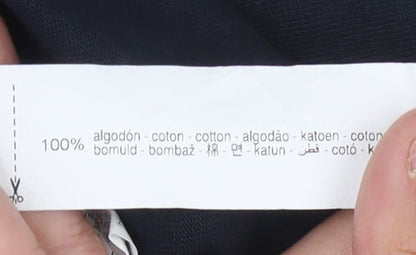 100% algodón - coton - cotton - algodão - katoen - coton
bomuld - bombaž - 棉 - 면 - katun - قطن - cotó - k